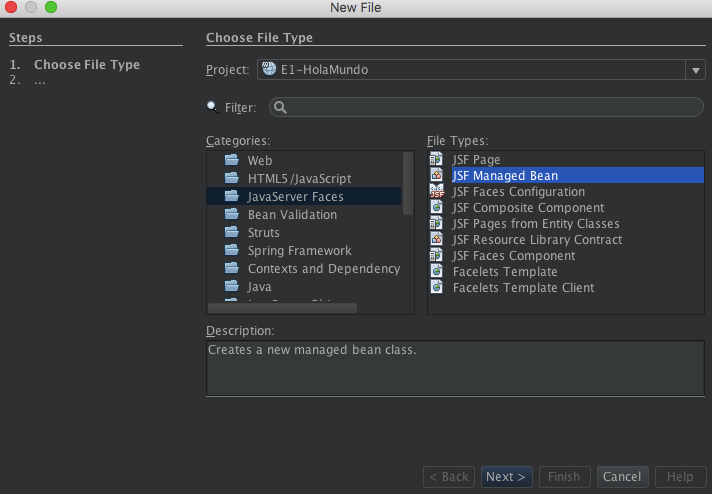 New File
Steps
1. Choose File Type
2. ...
Choose File Type
Project: E1-HolaMundo
Filter:
Categories:
Web
HTML5/JavaScript
JavaServer Faces
Bean Validation
Struts
Spring Framework
Contexts and Dependency
Java
File Types:
JSF Page
JSF Managed Bean
JSF Faces Configuration
JSF Composite Component
JSF Pages from Entity Classes
JSF Resource Library Contract
JSF Faces Component
Facelets Template
Facelets Template Client
Description:
Creates a new managed bean class.
< Back Next > Finish Cancel Help